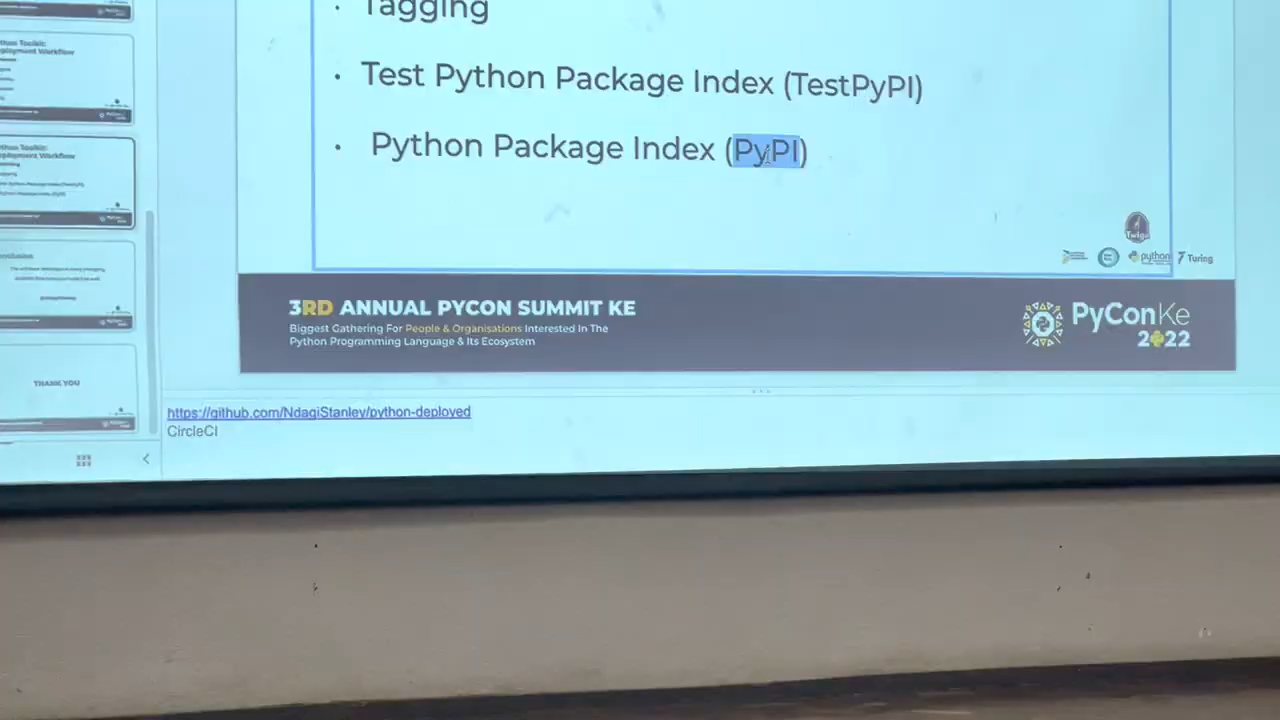 · Tagging
· Test Python Package Index (TestPyPI)
· Python Package Index (PyPI)
Twiga
python
Turing
3RD ANNUAL PYCON SUMMIT KE
Biggest Gathering For People & Organisations Interested In The
Python Programming Language & Its Ecosystem
PyConKe
2022
THANK YOU
https://github.com/NdagiStanley/python-deployed
CircleCI